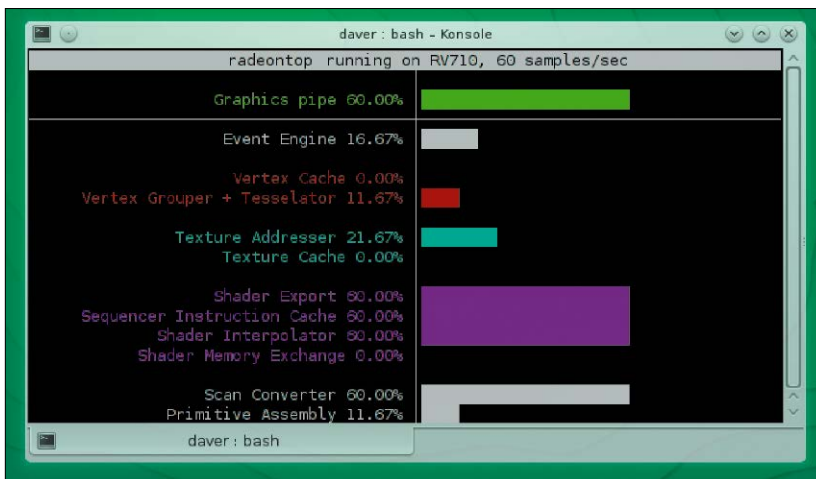 daver : bash – Konsole
radeontop running on RV710, 60 samples/sec
Graphics pipe 60.00%
Event Engine 16.67%
Vertex Cache 0.00%
Vertex Grouper + Tesselator 11.67%
Texture Addresser 21.67%
Texture Cache 0.00%
Shader Export 60.00%
Sequencer Instruction Cache 60.00%
Shader Interpolator 60.00%
Shader Memory Exchange 0.00%
Scan Converter 60.00%
Primitive Assembly 11.67%
daver : bash